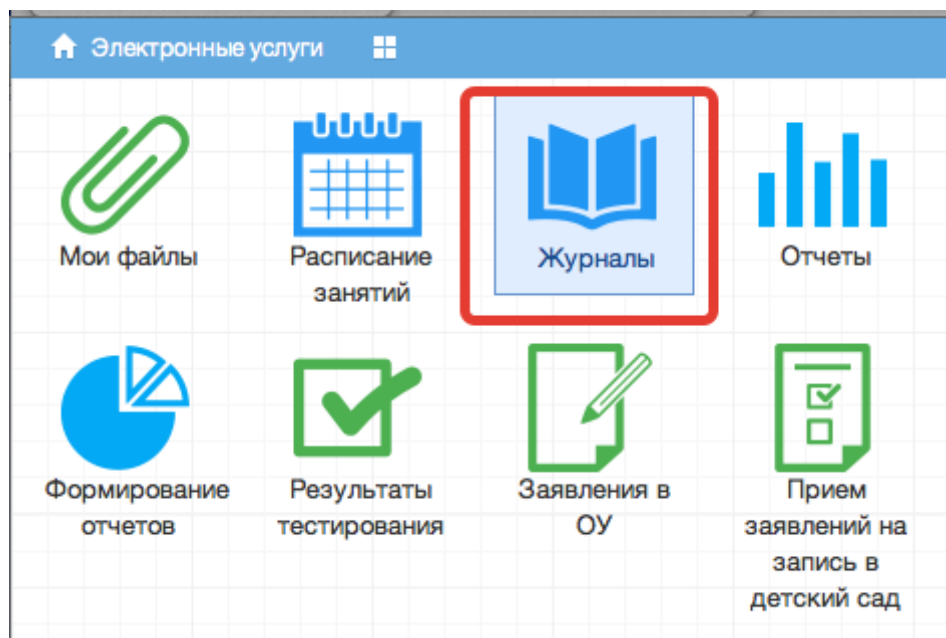 Электронные услуги
Мои файлы
Расписание
занятий
Журналы
Отчеты
Формирование
отчетов
Результаты
тестирования
Заявления в
ОУ
Прием
заявлений на
запись в
детский сад